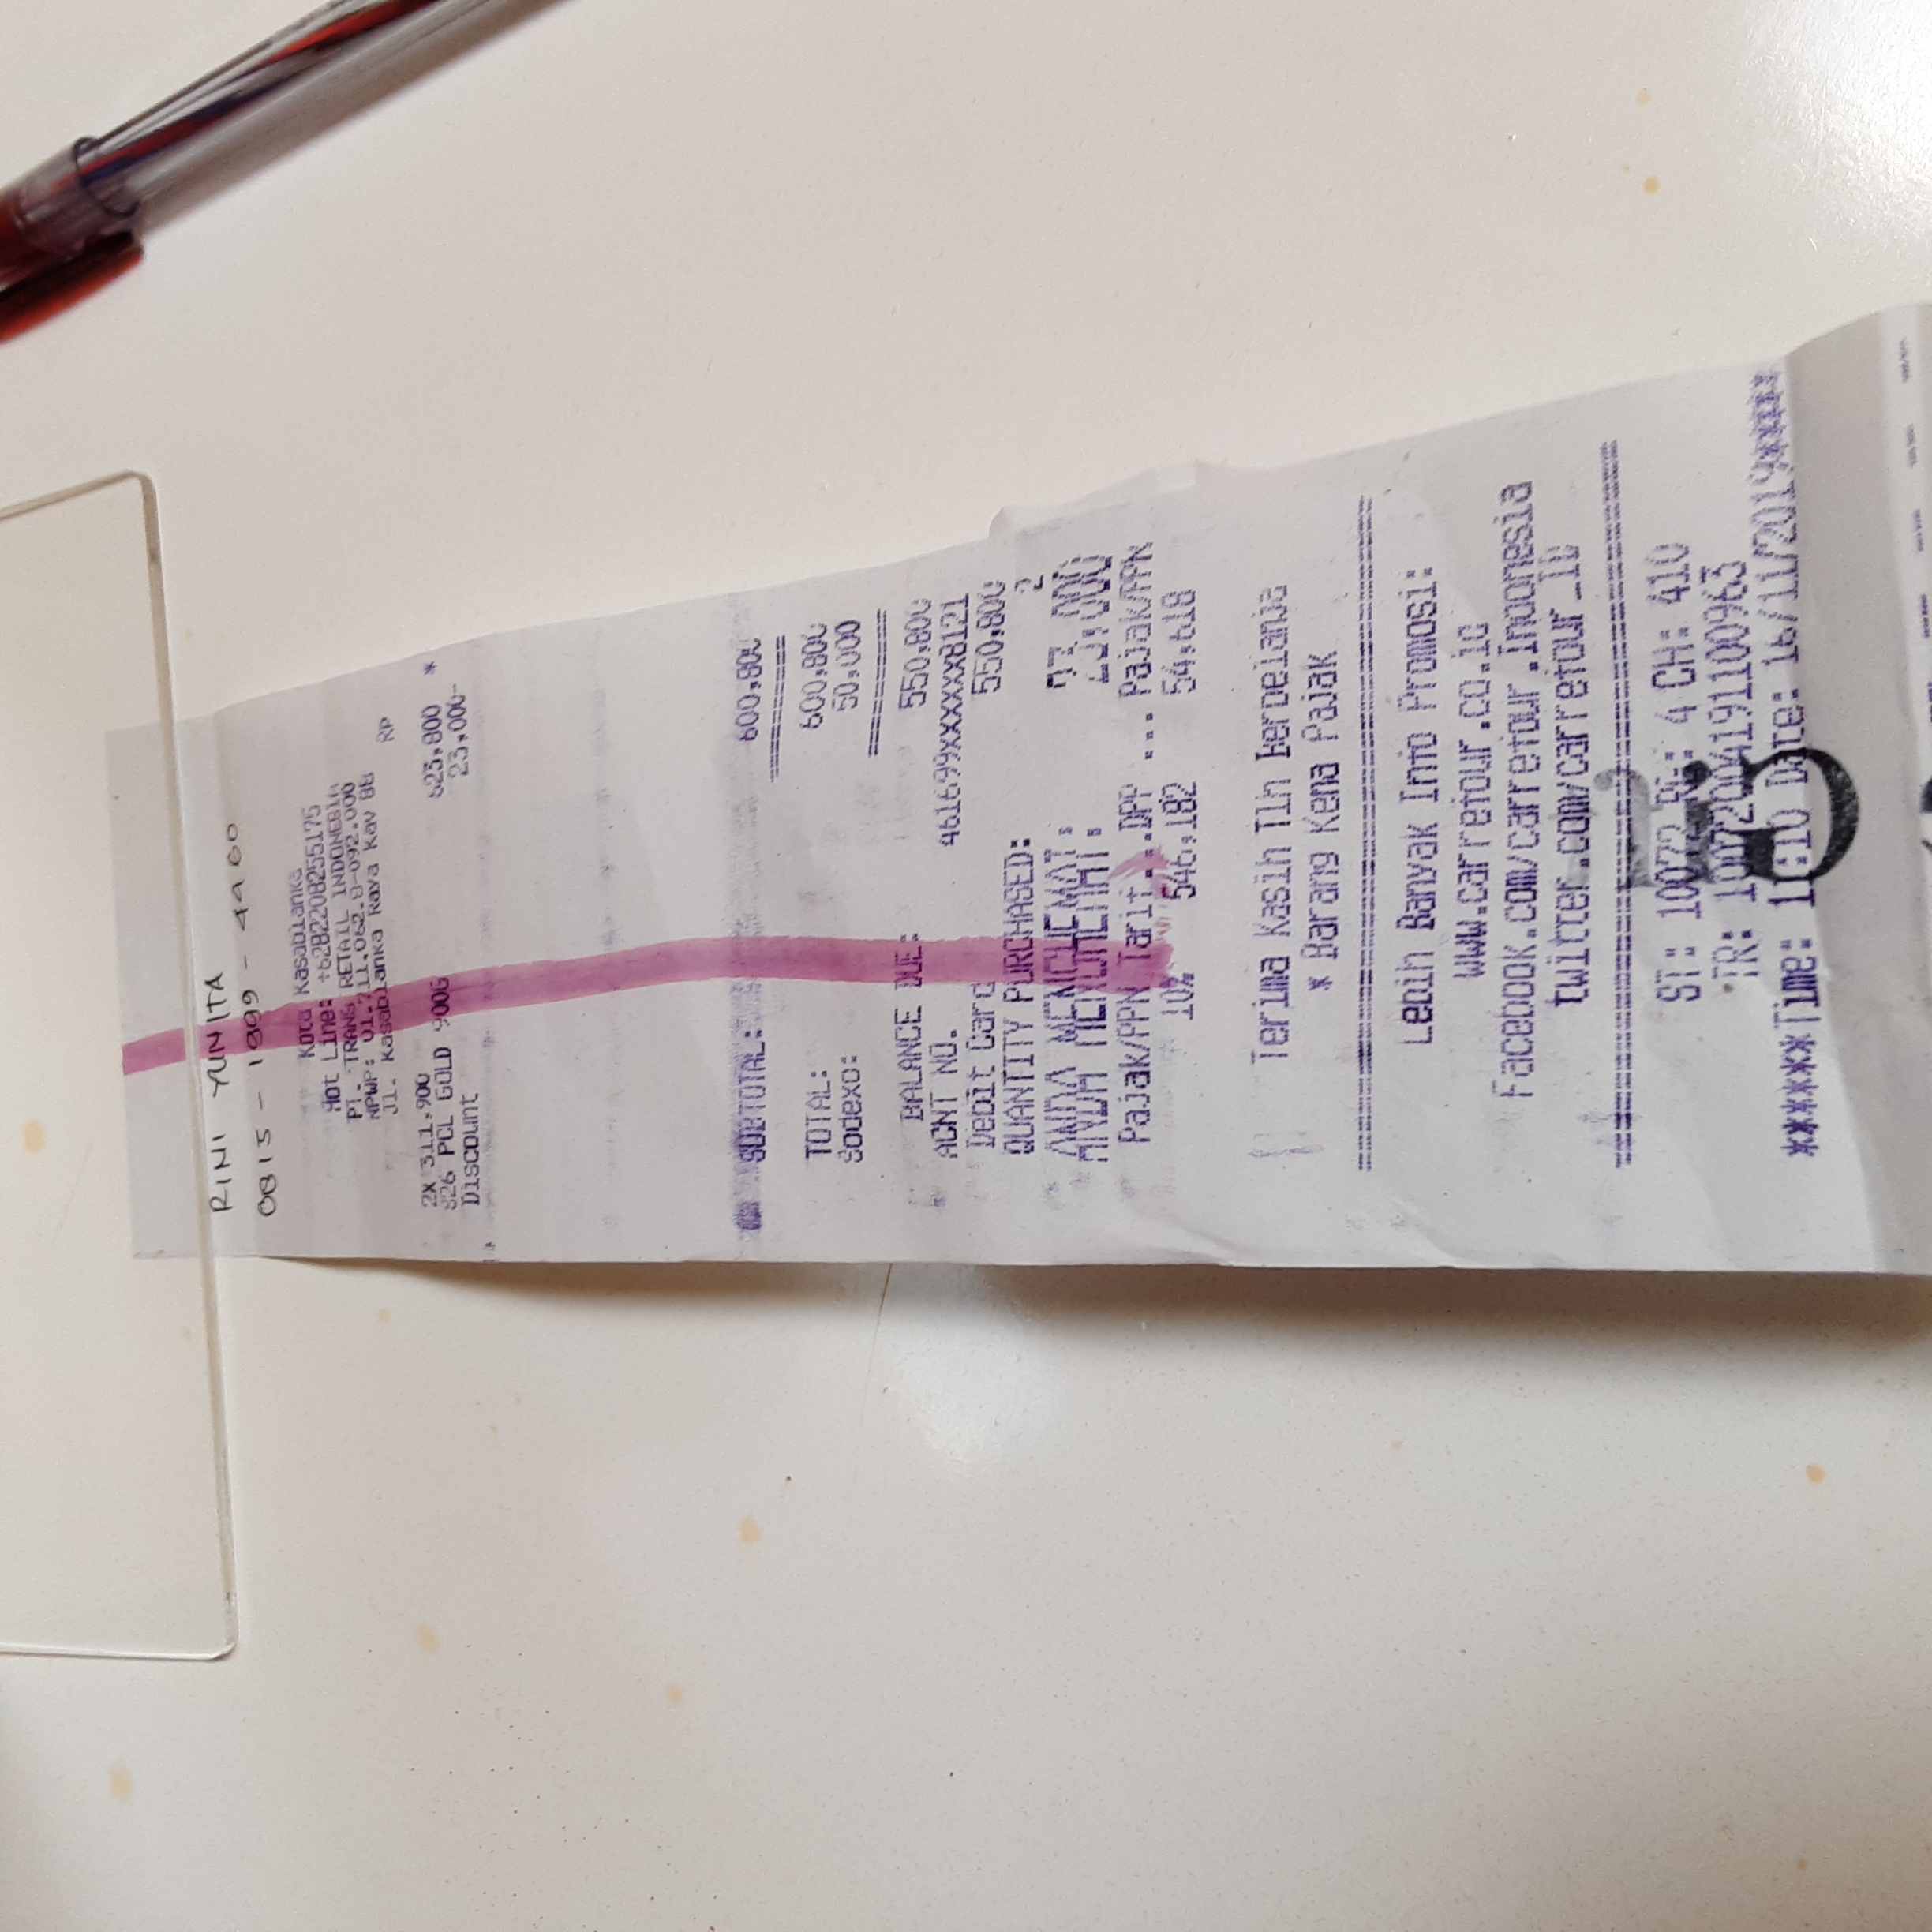 RINI YUNITA
0815 - 1999 - 4460
Kota Kasablanka
Hot Line: +6282208255175
PT. TRANS RETAIL INDONESIA
NPWP: 01.711.062.8-092.000
Jl. Kasablanka Raya Kav 88
Rp
2X 311,900
S26 PCL GOLD 900G 623,800 *
Discount 23,000-
SUBTOTAL: 600,800
TOTAL: 600,800
Sodexo: 50,000
BALANCE DUE: 550,800
ACNT NO. 461699XXXXXX8121
Debit Card 550,800
QUANTITY PURCHASED: 2
ANDA MENGHEMAT: 23,000
Pajak/PPN Tarif...DPP ... Pajak/PPN
10% 546,182 54,618
Terima Kasih Tlh Berbelanja
* Barang Kena Pajak
Lebih Banyak Info Promosi:
www.carrefour.co.id
Facebook.com/carrefour.Indonesia
twitter.com/carrefour_ID
ST: 10072 RG: 4 CH: 410
TR: 10072004191100963
******Time: 11:10 Date: 16/11/2019*****